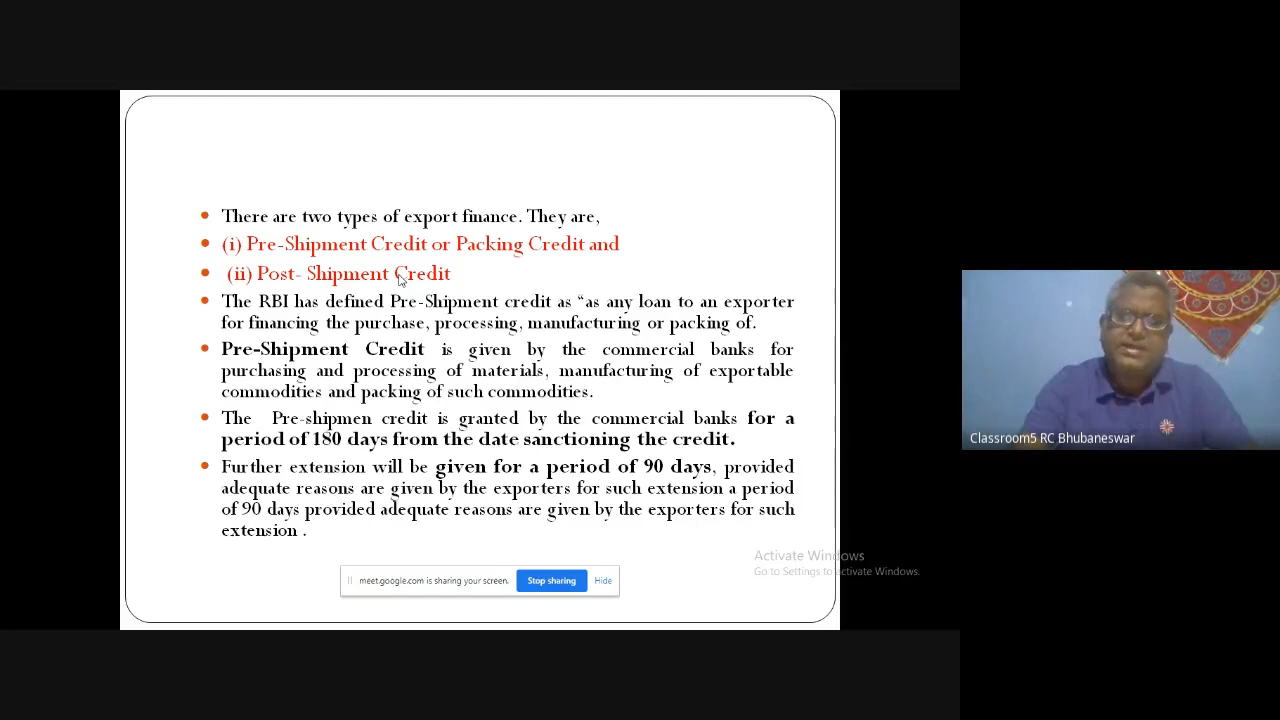 There are two types of export finance. They are,
(i) Pre-Shipment Credit or Packing Credit and
(ii) Post- Shipment Credit
The RBI has defined Pre-Shipment credit as “as any loan to an exporter
for financing the purchase, processing, manufacturing or packing of.
Pre-Shipment Credit is given by the commercial banks for
purchasing and processing of materials, manufacturing of exportable
commodities and packing of such commodities.
The Pre-shipmen credit is granted by the commercial banks for a
period of 180 days from the date sanctioning the credit.
Further extension will be given for a period of 90 days, provided
adequate reasons are given by the exporters for such extension a period
of 90 days provided adequate reasons are given by the exporters for such
extension .
meet.google.com is sharing your screen. Stop sharing Hide
Activate Windows
Go to Settings to activate Windows.
Classroom5 RC Bhubaneswar